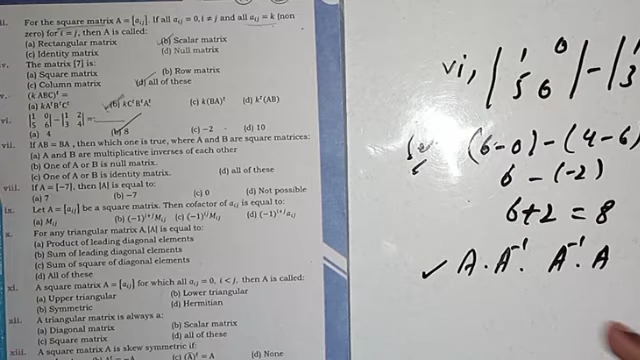 ii. For the square matrix A = [aᵢⱼ]. If all aᵢⱼ = 0, i ≠ j and all aᵢⱼ = k (non
zero) for i = j, then A is called:
(a) Rectangular matrix (b) Scalar matrix
(c) Identity matrix (d) Null matrix
v. The matrix [7] is:
(a) Square matrix (b) Row matrix
(c) Column matrix (d) all of these
v. (k ABC)ᵗ =
(a) kAᵗBᵗCᵗ (b) kCᵗBᵗAᵗ (c) k(BA)ᵗ (d) kᵗ(AB)
vi. |1 0; 5 6| − |1 2; 3 4| =
(a) 4 (b) 8 (c) −2 (d) 10
vii. If AB = BA, then which one is true, where A and B are square matrices:
(a) A and B are multiplicative inverses of each other
(b) One of A or B is null matrix.
(c) One of A or B is identity matrix. (d) all of these
viii. If A = [−7], then |A| is equal to:
(a) 7 (b) −7 (c) 0 (d) Not possible
ix. Let A = [aᵢⱼ] be a square matrix. Then cofactor of aᵢⱼ is equal to:
(a) Mᵢⱼ (b) (−1)ⁱ⁺ʲMᵢⱼ (c) (−1)ⁱʲMᵢⱼ (d) (−1)ⁱ⁺ʲaᵢⱼ
x. For any triangular matrix A, |A| is equal to:
(a) Product of leading diagonal elements
(b) Sum of leading diagonal elements
(c) Sum of square of diagonal elements
(d) All of these
xi. A square matrix A = [aᵢⱼ] for which all aᵢⱼ = 0, i < j, then A is called:
(a) Upper triangular (b) Lower triangular
(b) Symmetric (d) Hermitian
xii. A triangular matrix is always a:
(a) Diagonal matrix (b) Scalar matrix
(c) Square matrix (d) all of these
xiii. A square matrix A is skew symmetric if:
(c) (Ā)ᵗ = A (d) None
vi, |1 0; 5 6| − |1 3
(6−0) − (4−6)
6 − (−2)
6+2 = 8
✓ A·A⁻¹· A⁻¹·A